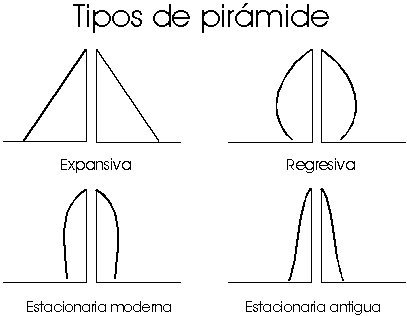 Tipos de pirámide
Expansiva
Regresiva
Estacionaria moderna
Estacionaria antigua